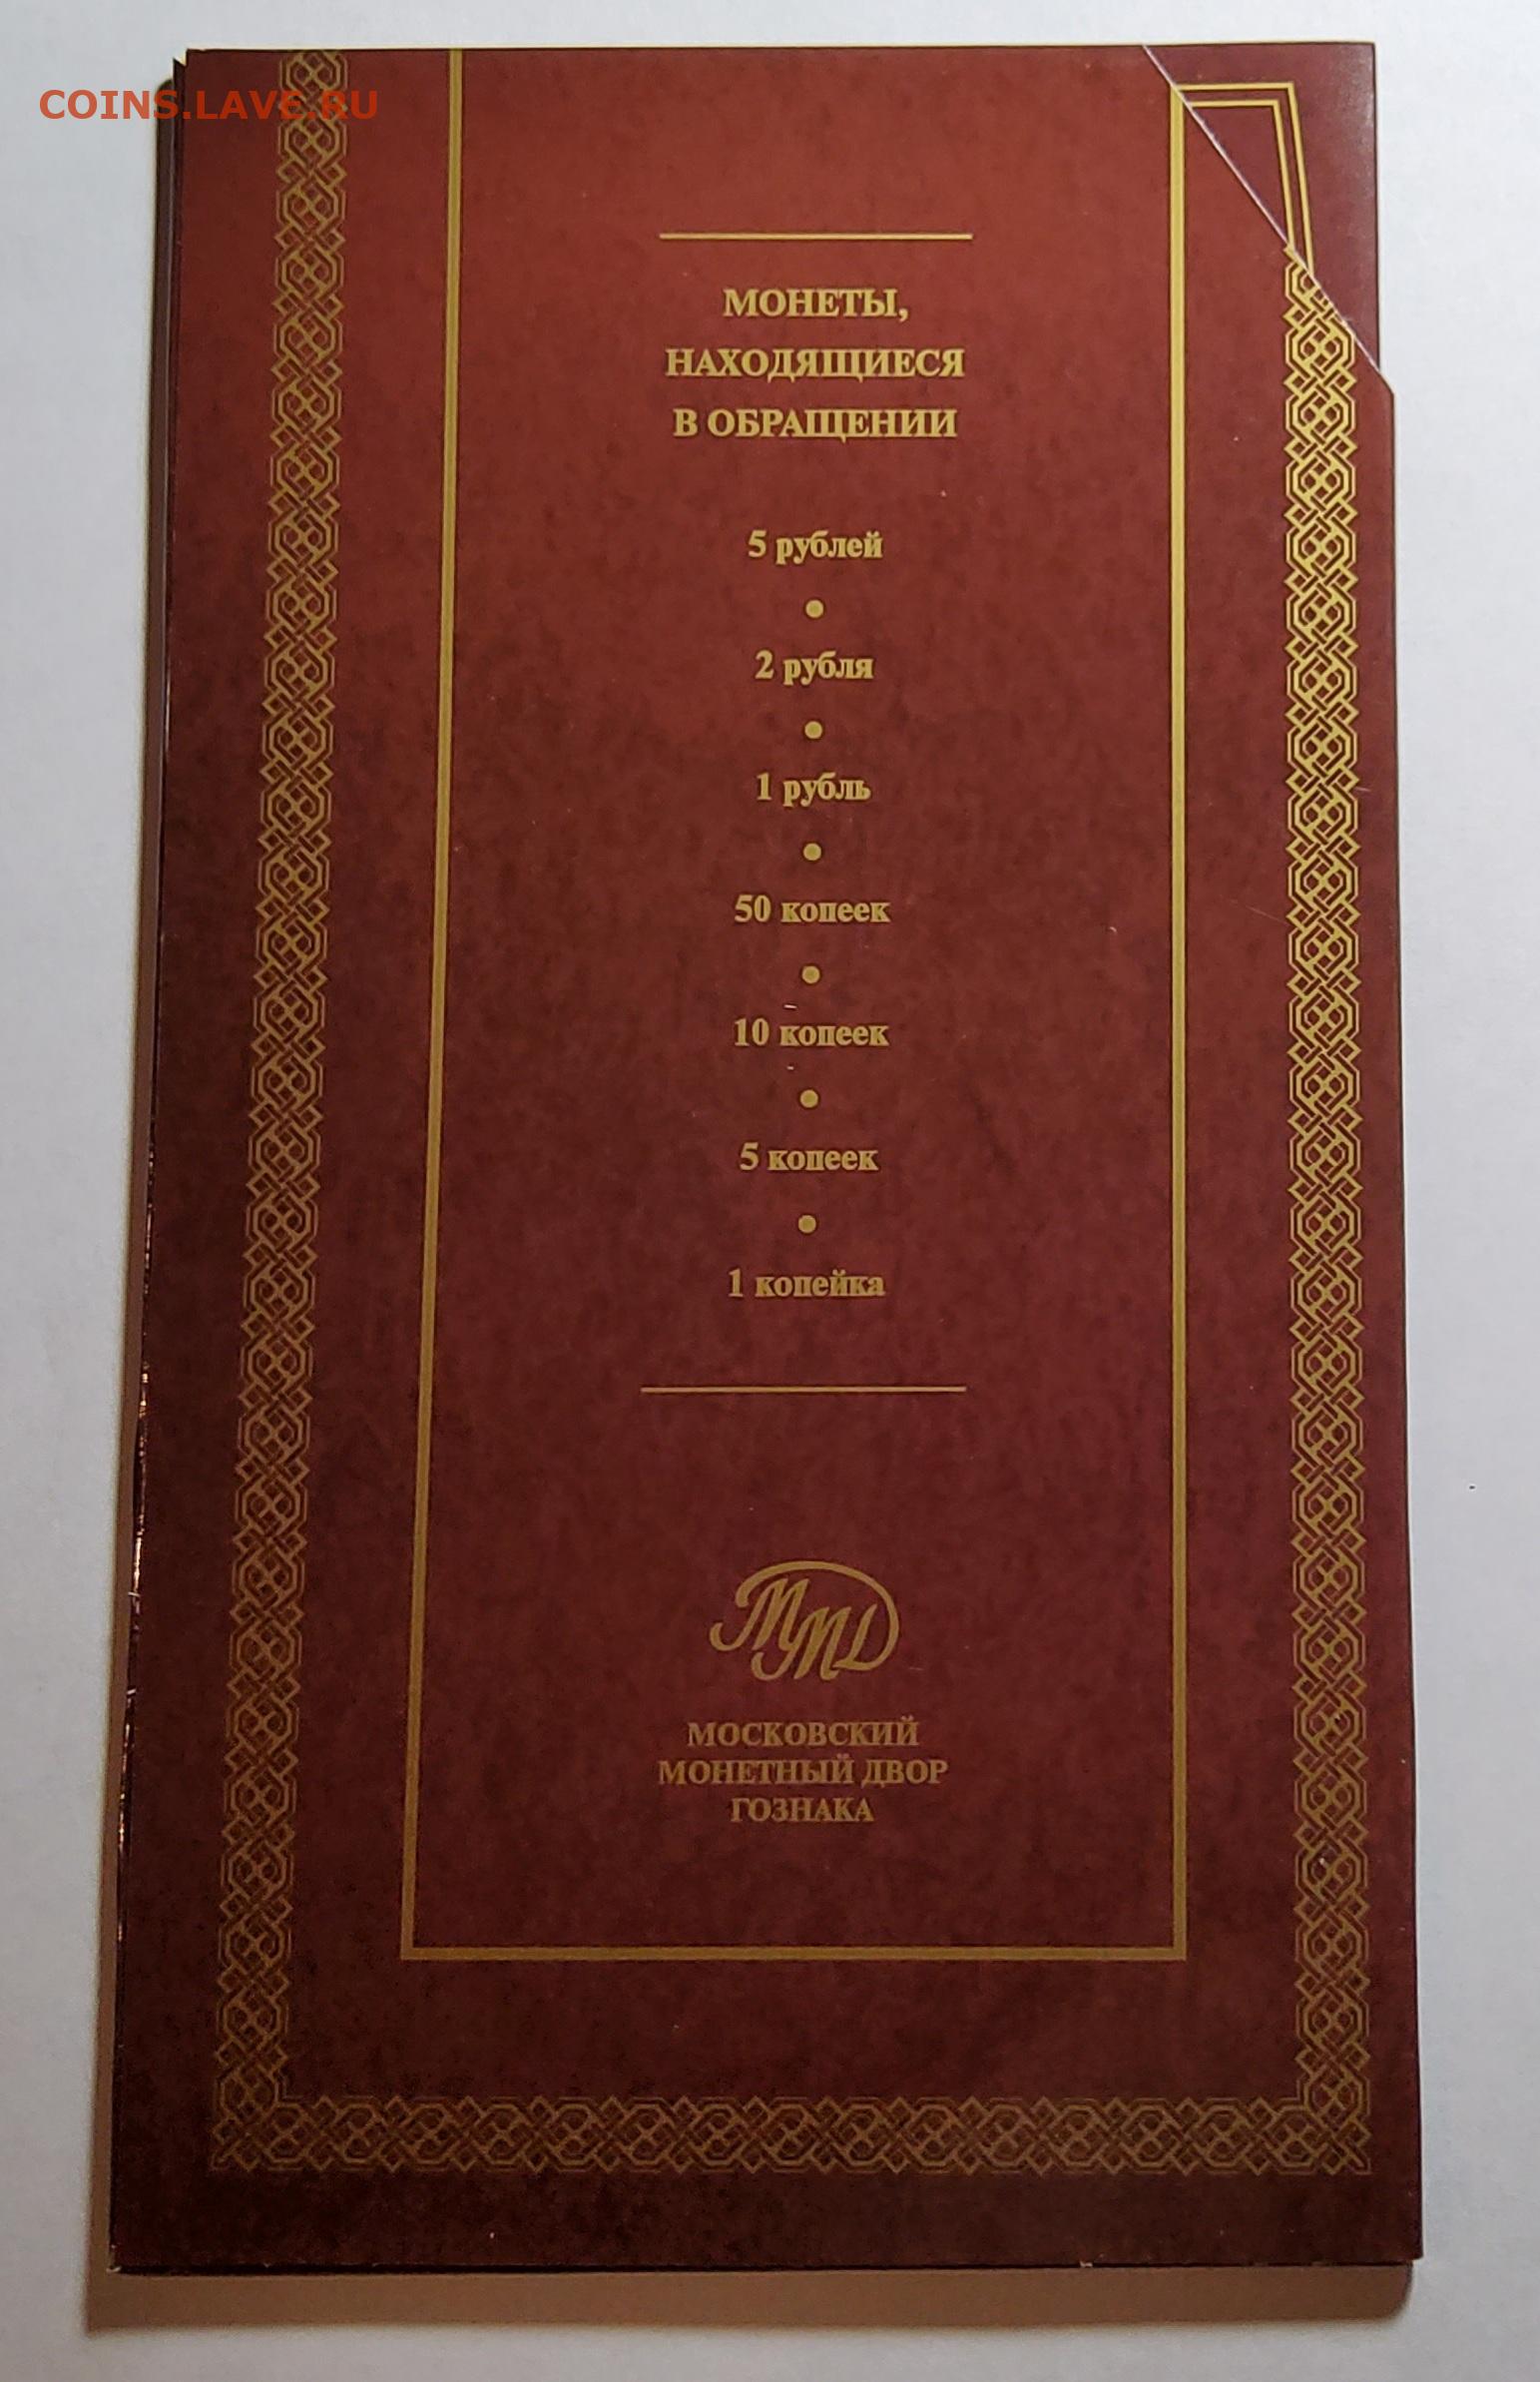 COINS.LAVE.RU
МОНЕТЫ,
НАХОДЯЩИЕСЯ
В ОБРАЩЕНИИ
5 рублей
2 рубля
1 рубль
50 копеек
10 копеек
5 копеек
1 копейка
ММД
МОСКОВСКИЙ
МОНЕТНЫЙ ДВОР
ГОЗНАКА